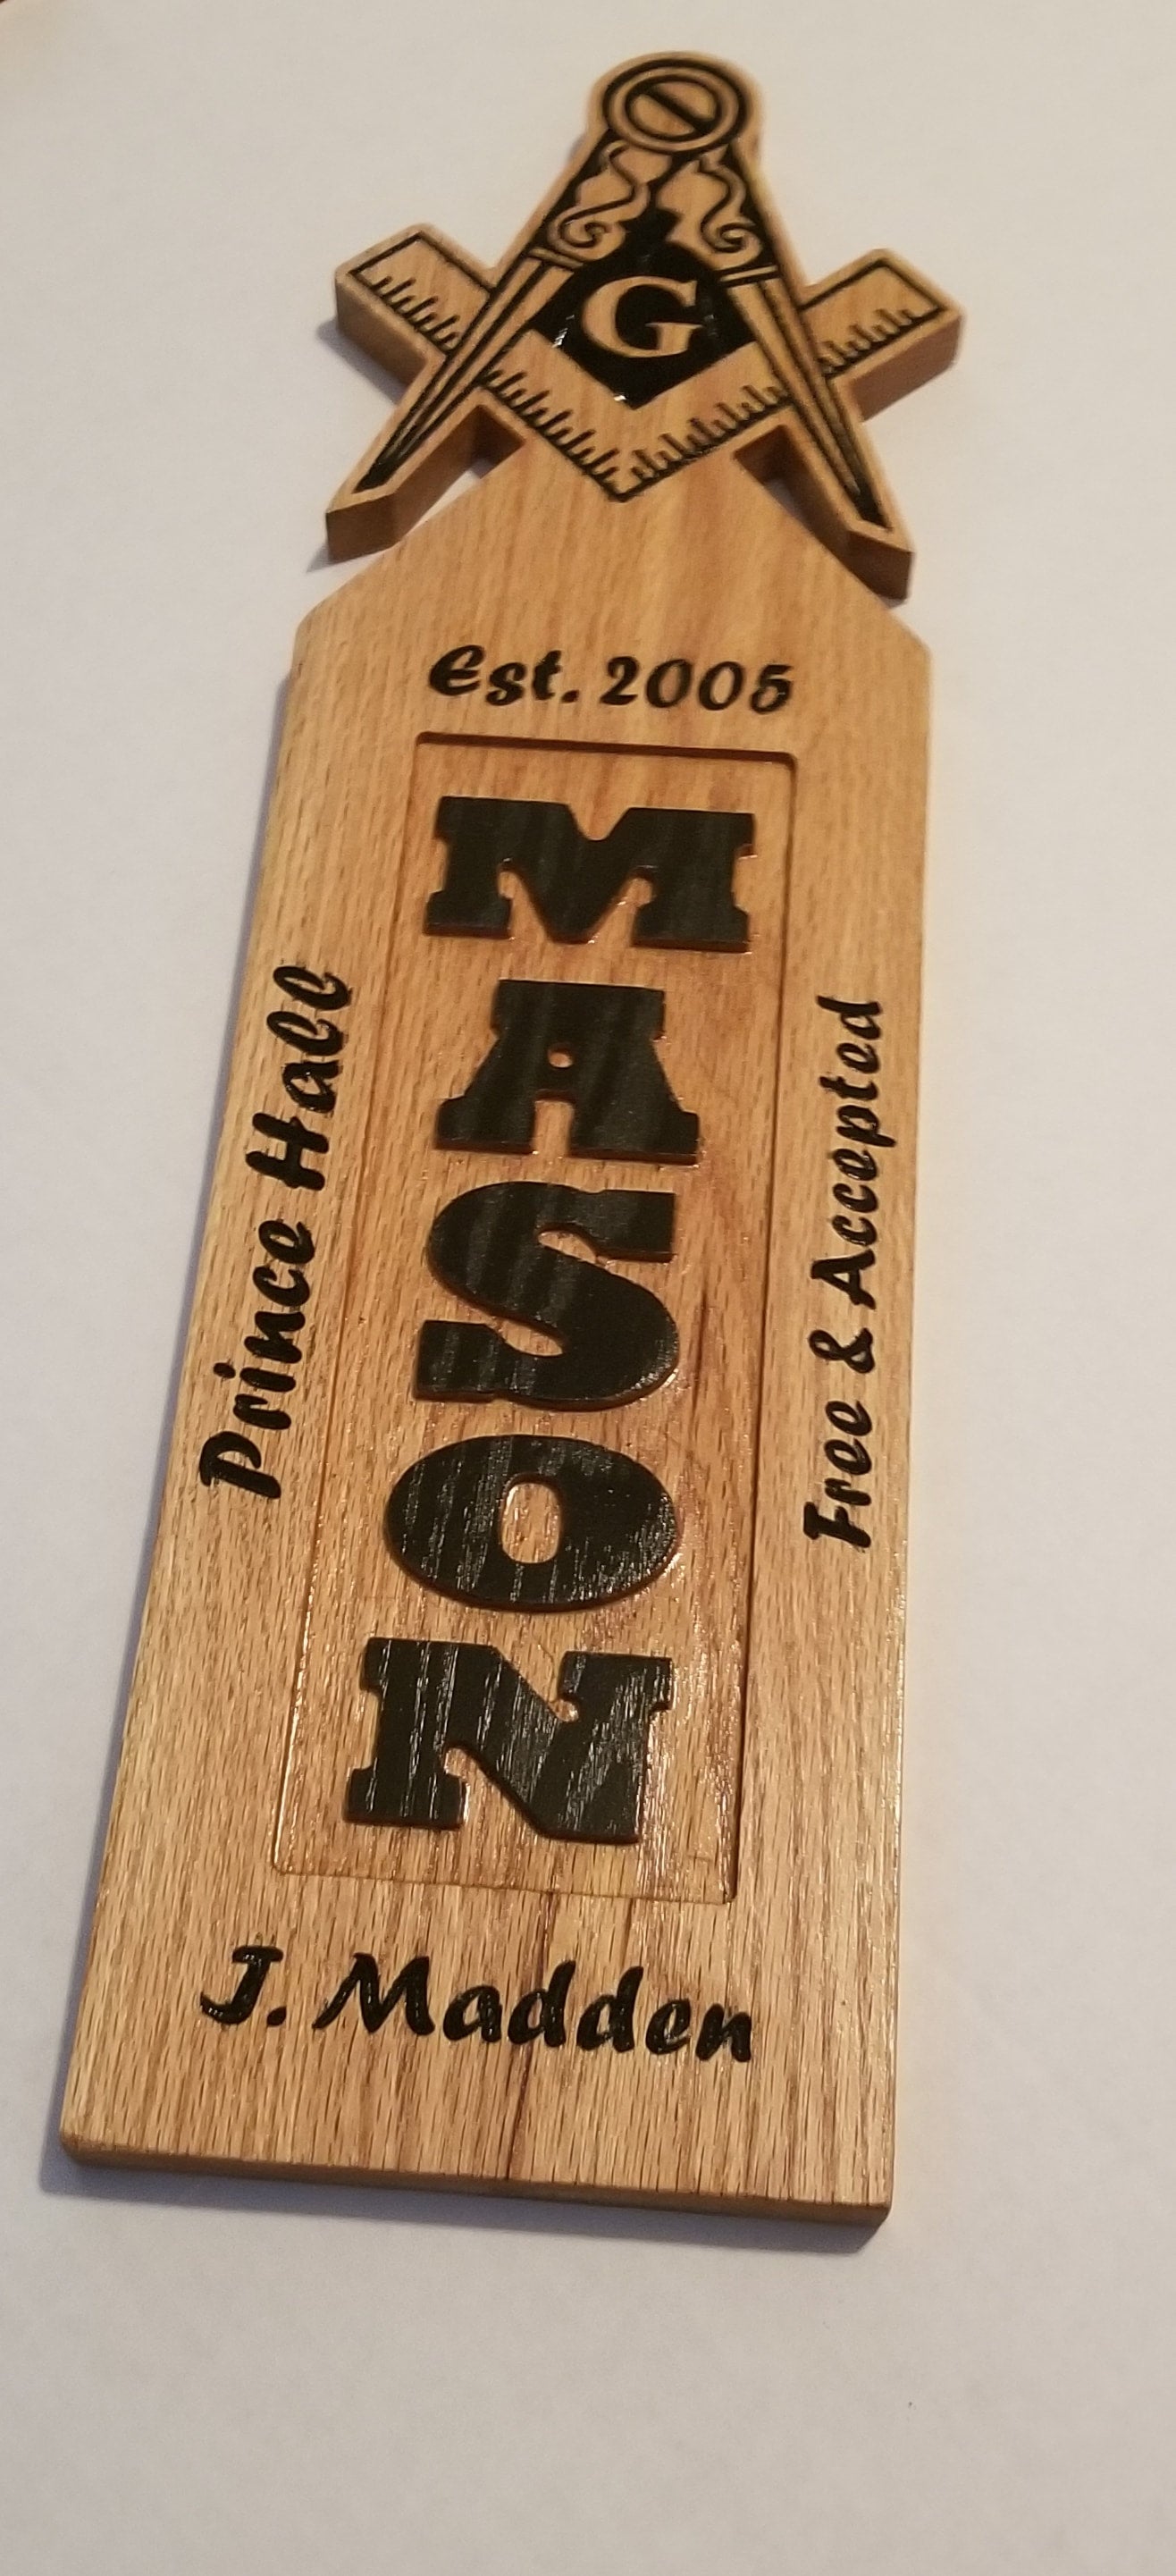 G
Est. 2005
Prince Hall
MASON
Free & Accepted
J. Madden